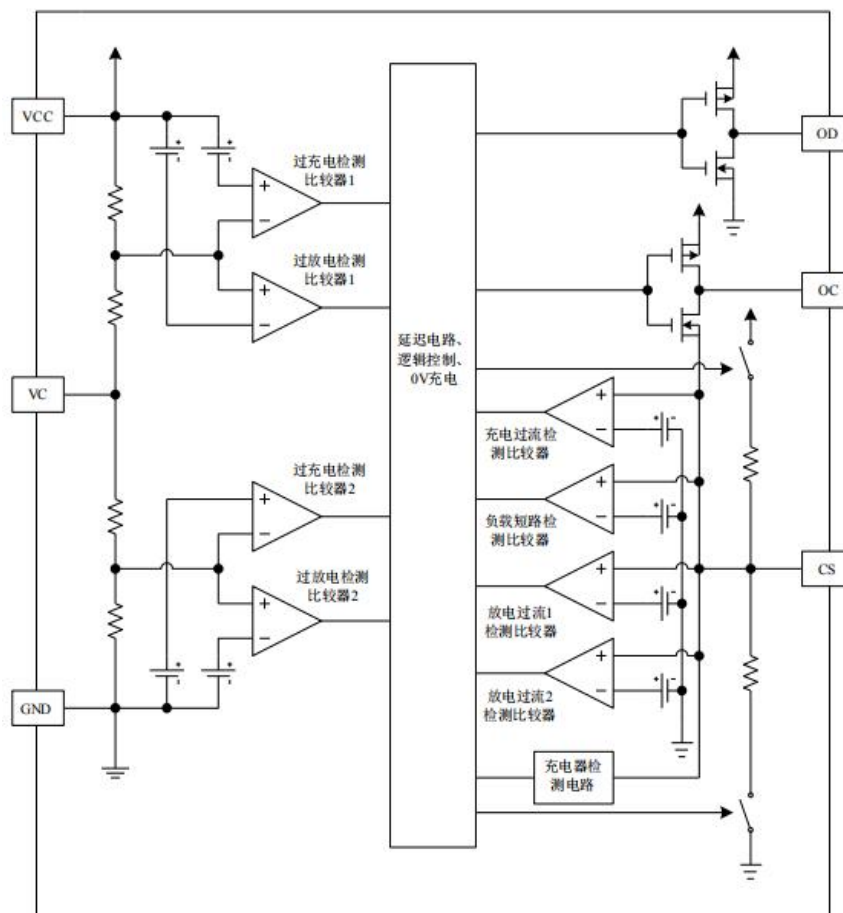 VCC
过充电检测
比较器1
OD
过放电检测
比较器1
OC
延迟电路、
逻辑控制、
0V充电
VC
充电过流检
测比较器
过充电检测
比较器2
负载短路检
测比较器
CS
过放电检测
比较器2
放电过流1
检测比较器
GND
放电过流2
检测比较器
充电器检
测电路